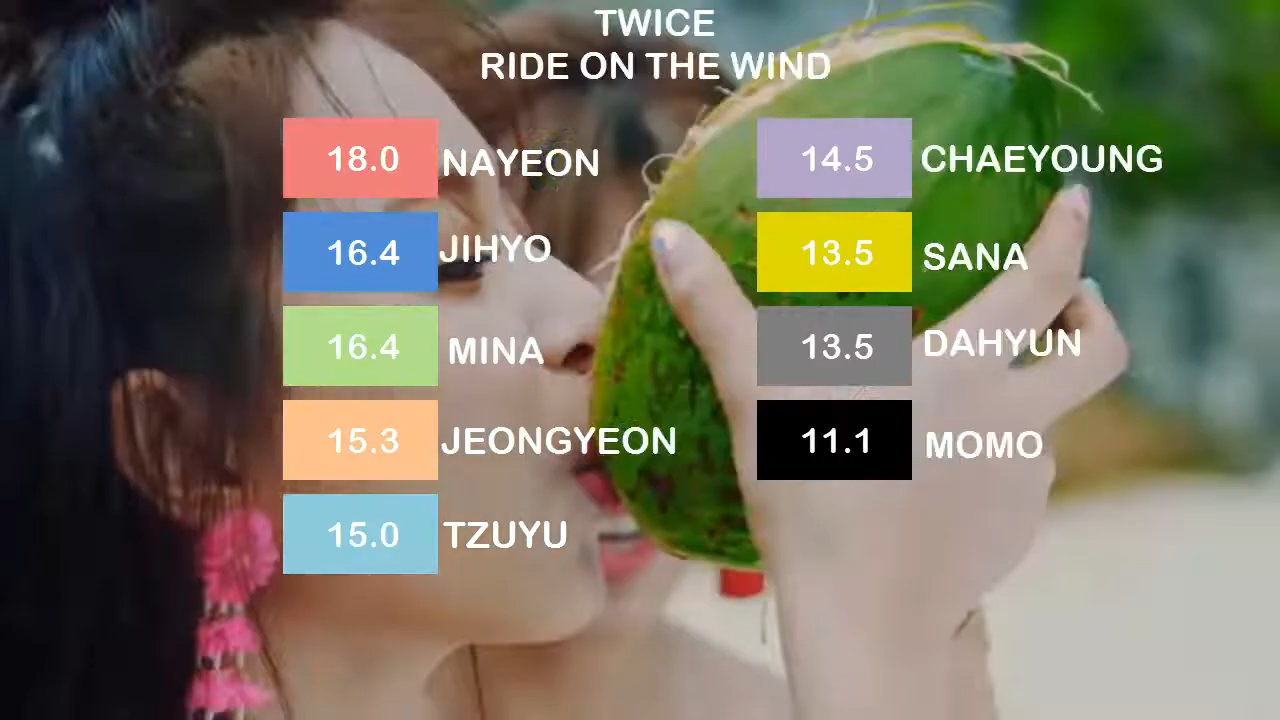 TWICE
RIDE ON THE WIND
18.0 NAYEON
16.4 JIHYO
16.4 MINA
15.3 JEONGYEON
15.0 TZUYU
14.5 CHAEYOUNG
13.5 SANA
13.5 DAHYUN
11.1 MOMO